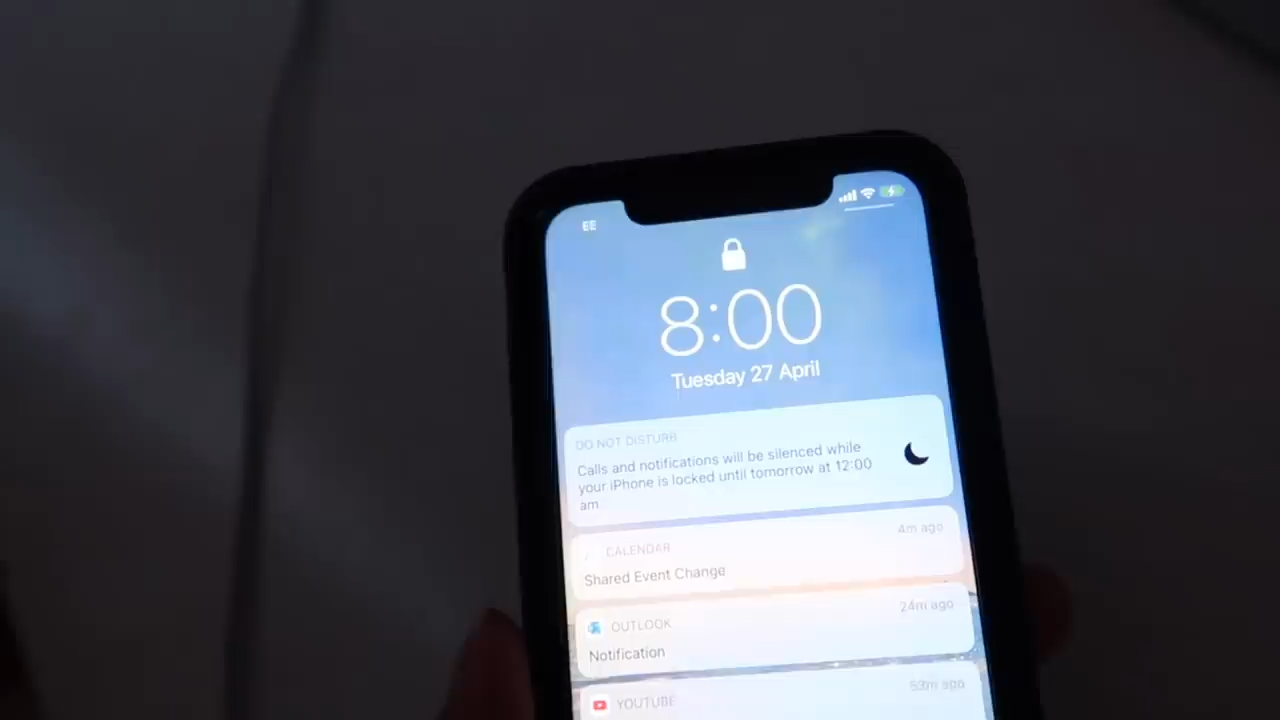 EE
8:00
Tuesday 27 April
DO NOT DISTURB
Calls and notifications will be silenced while
your iPhone is locked until tomorrow at 12:00
am.
4m ago
CALENDAR
Shared Event Change
24m ago
OUTLOOK
Notification
53m ago
YOUTUBE